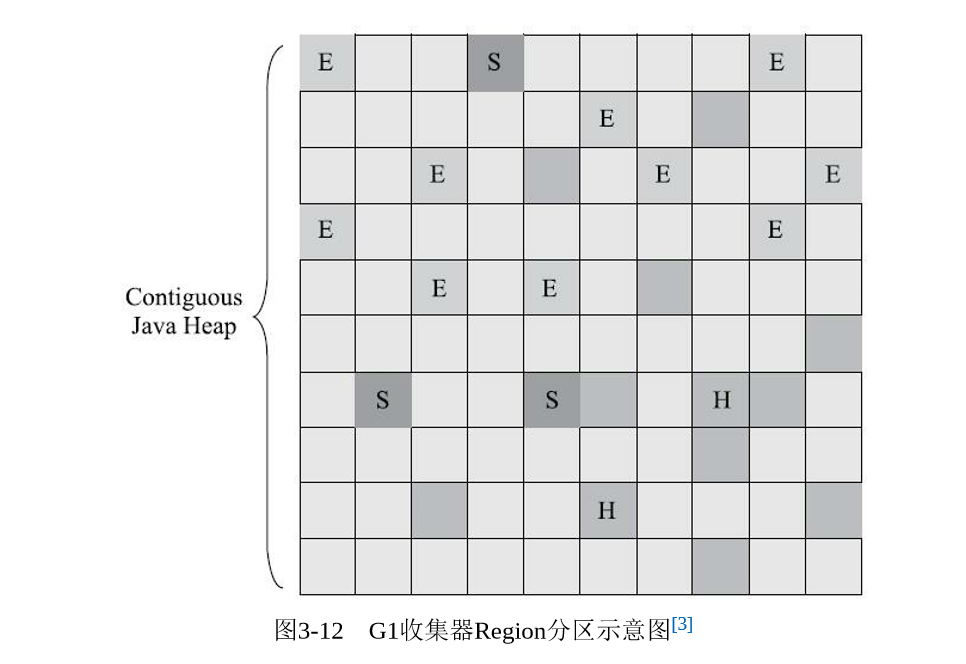 E S E
E
E E E
E E
Contiguous
Java Heap
E E
S S H
H
图3-12 G1收集器Region分区示意图[3]